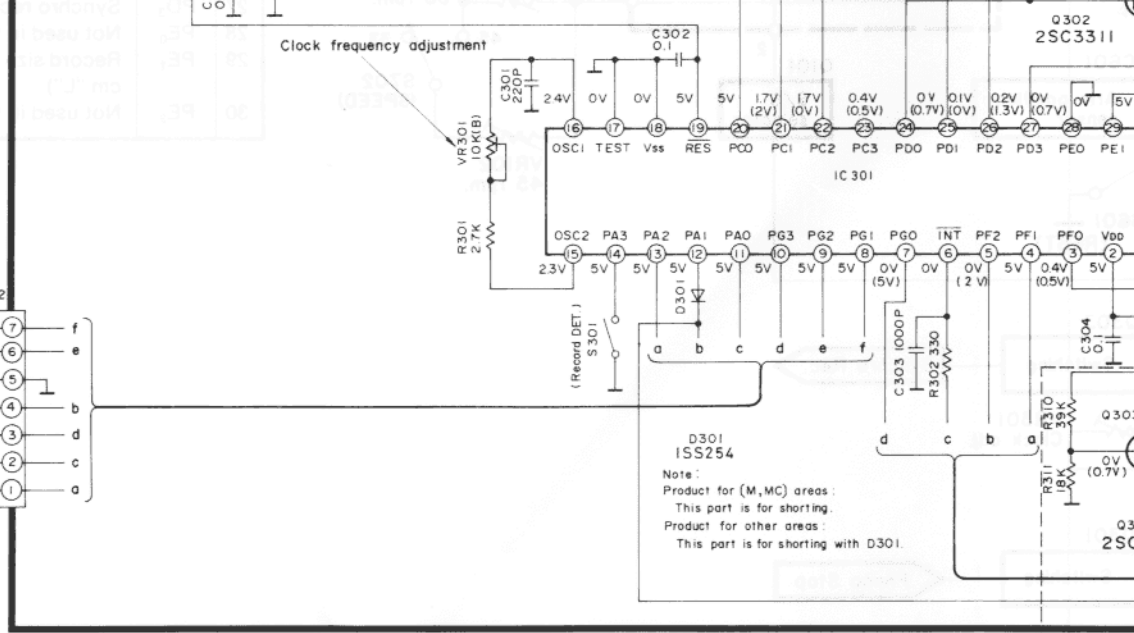 Q302
2SC3311
Clock frequency adjustment
C302
0.1
C301
220P
VR301
10K(B)
2.4V 0V 0V 5V 5V 1.7V 1.7V 0.4V 0V 0.1V 0.2V 0V 0V 5V
(2V) (0V) (0.5V) (0.7V) (0V) (1.3V) (0.7V)
16 17 18 19 20 21 22 23 24 25 26 27 28 29
OSC1 TEST Vss RES PC0 PC1 PC2 PC3 PD0 PD1 PD2 PD3 PE0 PE1
IC301
R301
2.7K
OSC2 PA3 PA2 PA1 PA0 PG3 PG2 PG1 PG0 INT PF2 PF1 PF0 VDD
15 14 13 12 11 10 9 8 7 6 5 4 3 2
2.3V 5V 5V 5V 5V 5V 5V 5V 0V 0V 0V 5V 0.4V 5V
(5V) (2V) (0.5V)
D301
(Record DET.)
S301
C303 1000P
R302 330
C304
0.1
2
7 f
6 e
5
4 b
3 d
2 c
1 a
a b c d e f
d c b a
R310
39K
R311
18K
Q303
0V
(0.7V)
D301
1SS254
Note:
Product for (M,MC) areas:
This part is for shorting.
Product for other areas:
This part is for shorting with D301.
Q3
2SC